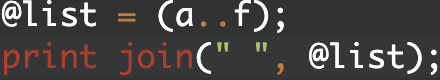 @list = (a..f);
print join(" ", @list);